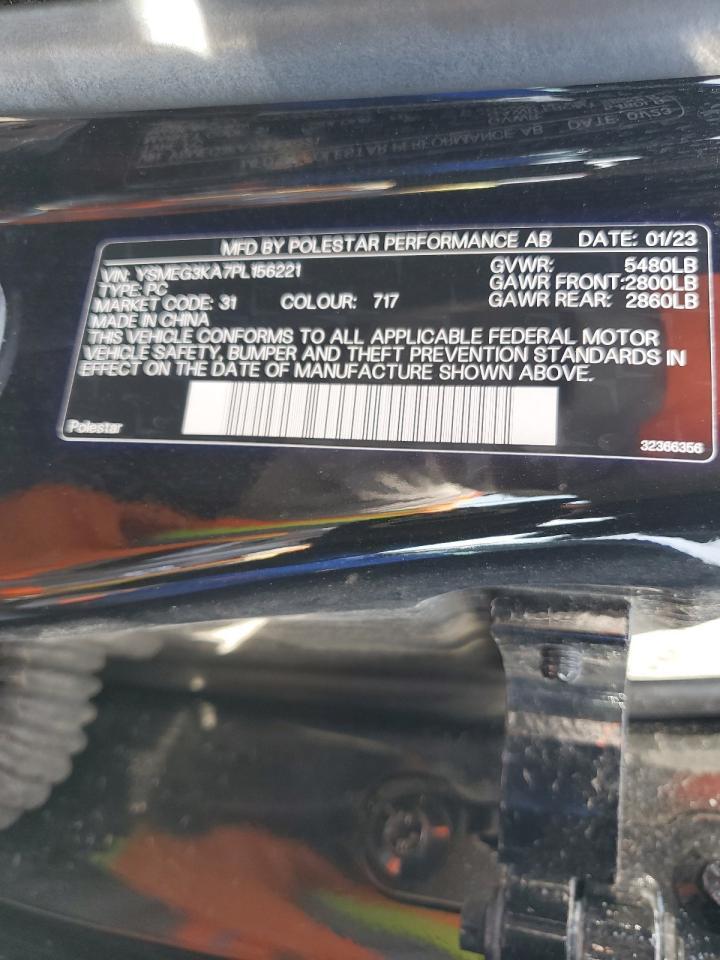 MFD BY POLESTAR PERFORMANCE AB DATE: 01/23
VIN: YSMEG3KA7PL156221 GVWR: 5480LB
TYPE: PC GAWR FRONT:2800LB
MARKET CODE: 31 COLOUR: 717 GAWR REAR: 2860LB
MADE IN CHINA
THIS VEHICLE CONFORMS TO ALL APPLICABLE FEDERAL MOTOR
VEHICLE SAFETY, BUMPER AND THEFT PREVENTION STANDARDS IN
EFFECT ON THE DATE OF MANUFACTURE SHOWN ABOVE.
Polestar 32366356